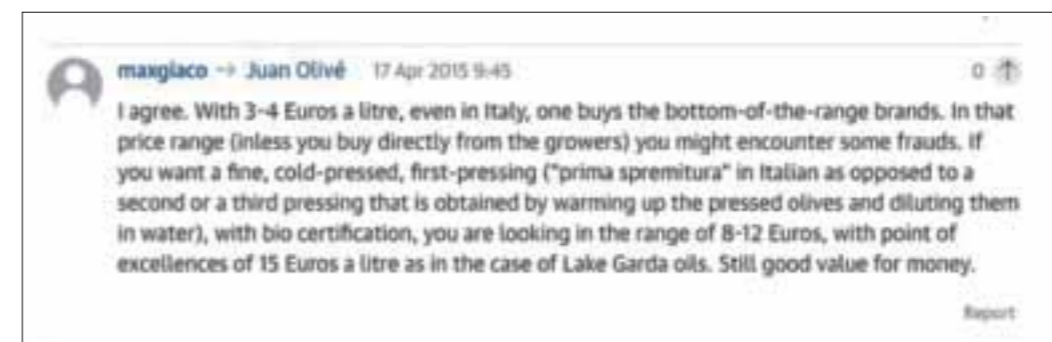 maxgiaco → Juan Olivé 17 Apr 2015 9:45 0 ↑
I agree. With 3-4 Euros a litre, even in Italy, one buys the bottom-of-the-range brands. In that
price range (inless you buy directly from the growers) you might encounter some frauds. If
you want a fine, cold-pressed, first-pressing ("prima spremitura" in Italian as opposed to a
second or a third pressing that is obtained by warming up the pressed olives and diluting them
in water), with bio certification, you are looking in the range of 8-12 Euros, with point of
excellences of 15 Euros a litre as in the case of Lake Garda oils. Still good value for money.
Report